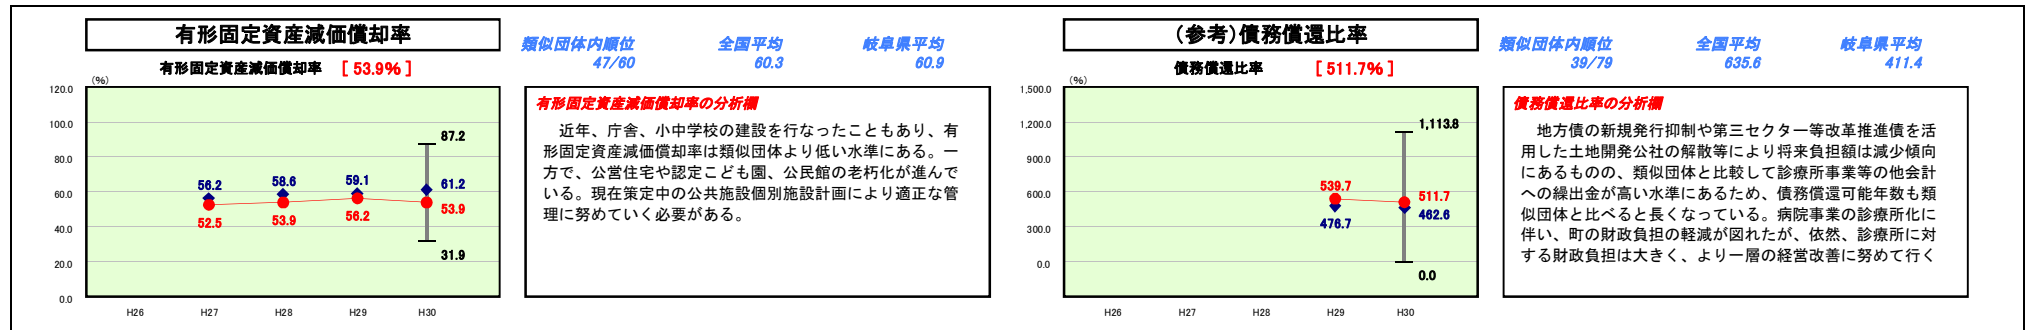 有形固定資産減価償却率
類似団体内順位 全国平均 岐阜県平均
47/60 60.3 60.9
有形固定資産減価償却率 [ 53.9% ]
(%)
120.0
100.0
80.0
60.0
40.0
20.0
0.0
87.2
56.2 58.6 59.1 61.2
52.5 53.9 56.2 53.9
31.9
H26 H27 H28 H29 H30
有形固定資産減価償却率の分析欄
近年、庁舎、小中学校の建設を行なったこともあり、有
形固定資産減価償却率は類似団体より低い水準にある。一
方で、公営住宅や認定こども園、公民館の老朽化が進んで
いる。現在策定中の公共施設個別施設計画により適正な管
理に努めていく必要がある。
(参考)債務償還比率
類似団体内順位 全国平均 岐阜県平均
39/79 635.6 411.4
債務償還比率 [ 511.7% ]
(%)
1,500.0
1,200.0
900.0
600.0
300.0
0.0
1,113.8
539.7 511.7
476.7 462.6
0.0
H26 H27 H28 H29 H30
債務償還比率の分析欄
地方債の新規発行抑制や第三セクター等改革推進債を活
用した土地開発公社の解散等により将来負担額は減少傾向
にあるものの、類似団体と比較して診療所事業等の他会計
への繰出金が高い水準にあるため、債務償還可能年数も類
似団体と比べると長くなっている。病院事業の診療所化に
伴い、町の財政負担の軽減が図れたが、依然、診療所に対
する財政負担は大きく、より一層の経営改善に努めて行く